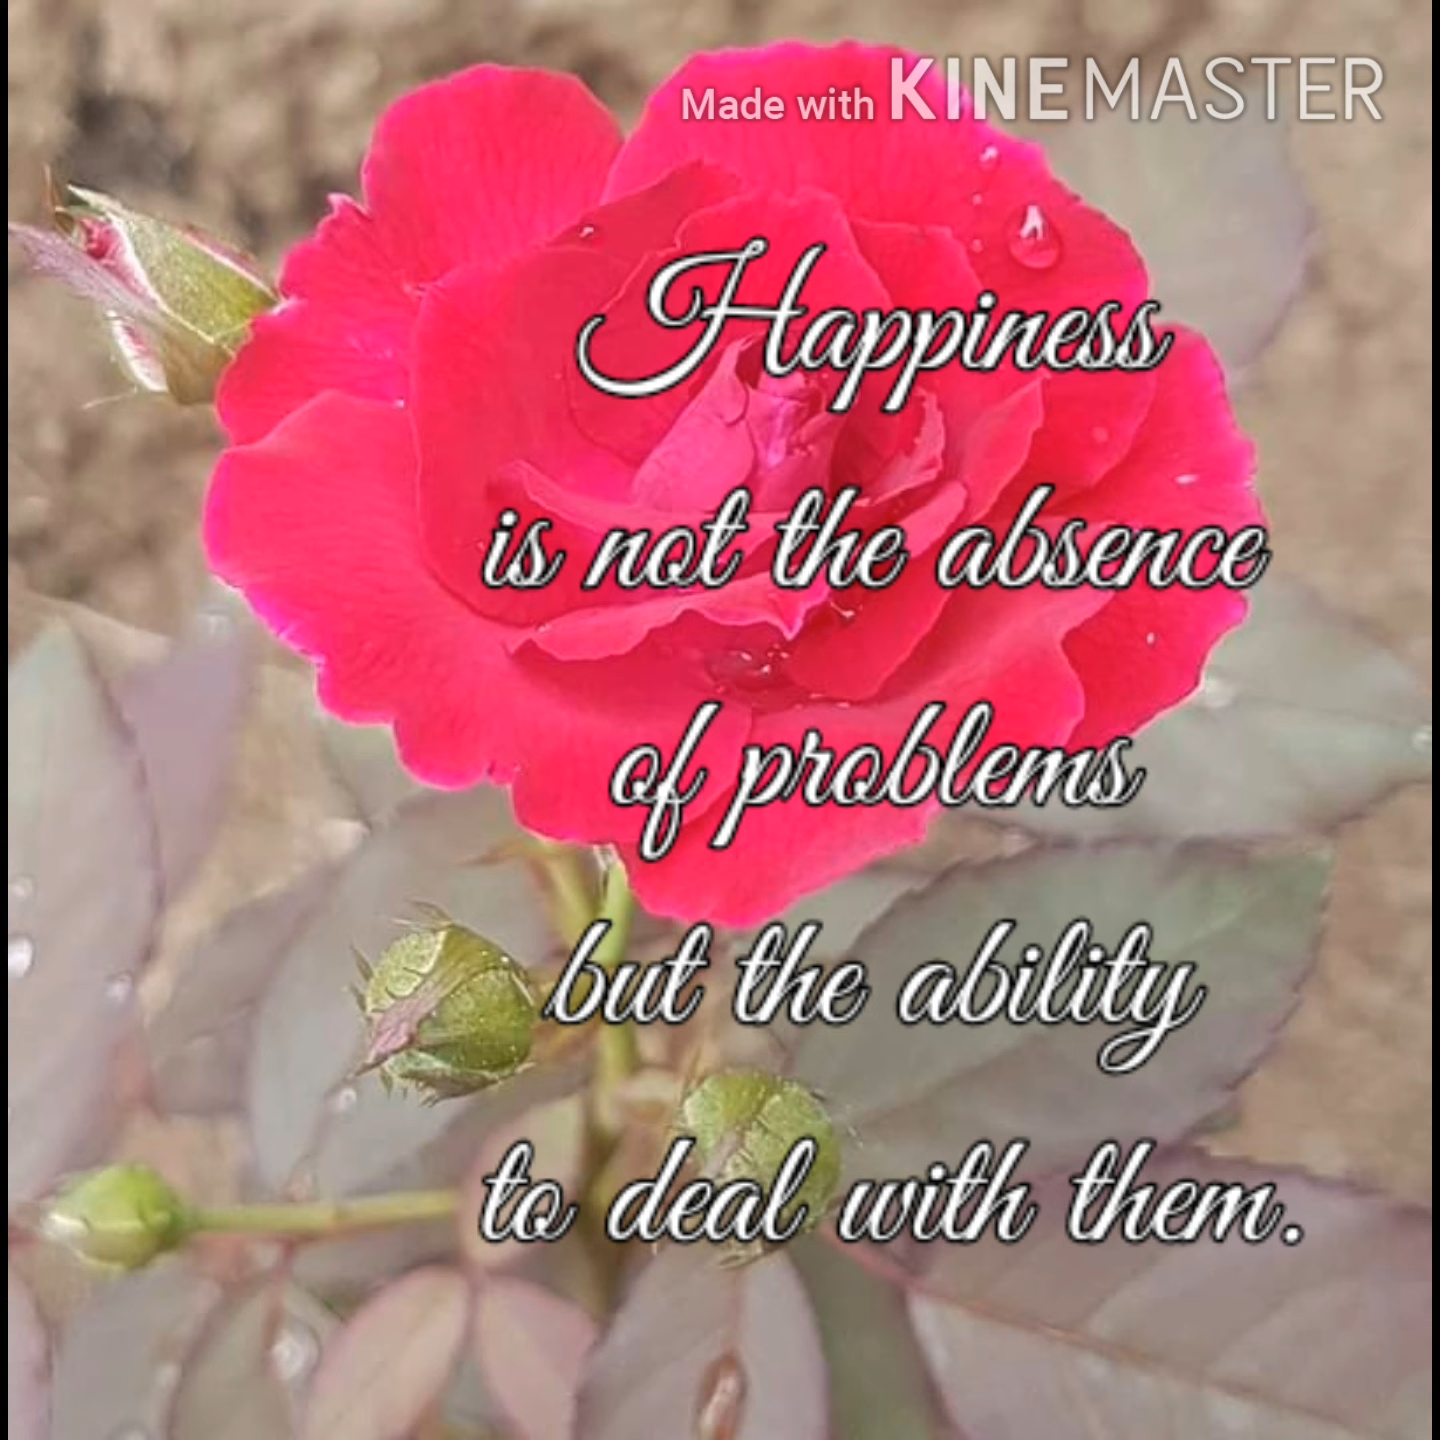 Made with KINEMASTER
Happiness
is not the absence
of problems
but the ability
to deal with them.